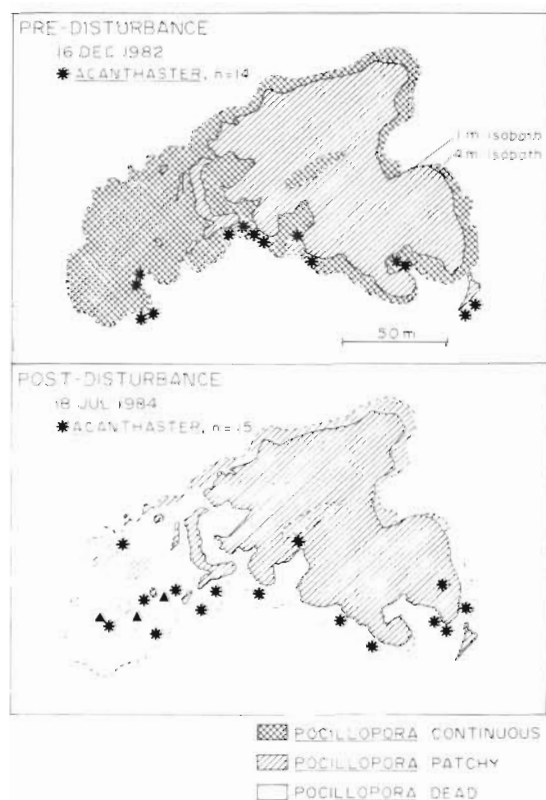 PRE-DISTURBANCE
16 DEC 1982
ACANTHASTER, n=14
1 m Isobath
4 m Isobath
50 m
POST-DISTURBANCE
18 JUL 1984
ACANTHASTER, n=15
POCILLOPORA CONTINUOUS
POCILLOPORA PATCHY
POCILLOPORA DEAD